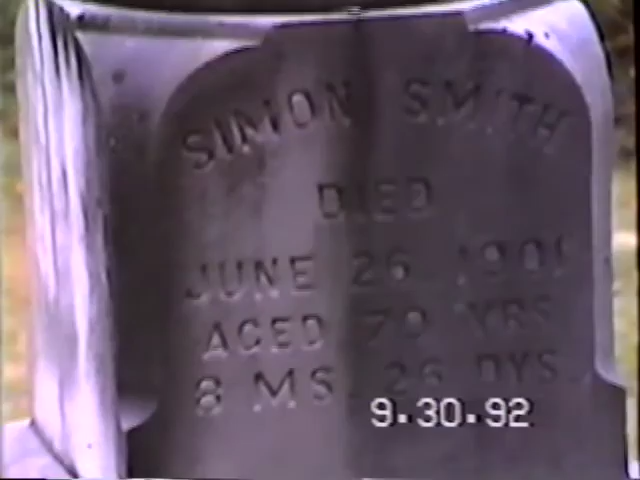 SIMON SMITH
DIED
JUNE 26 1901
AGED 79 YRS
8 MS. 26 DYS.
9.30.92